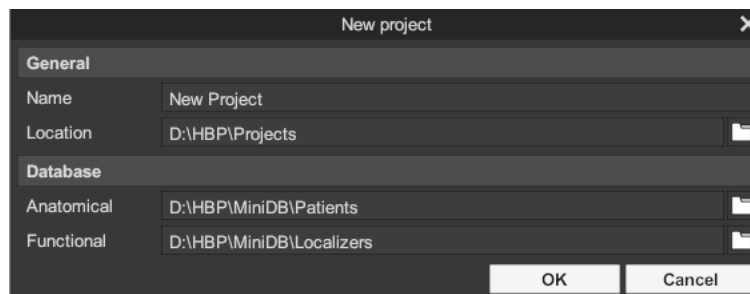 New project
General
Name New Project
Location D:\HBP\Projects
Database
Anatomical D:\HBP\MiniDB\Patients
Functional D:\HBP\MiniDB\Localizers
OK Cancel